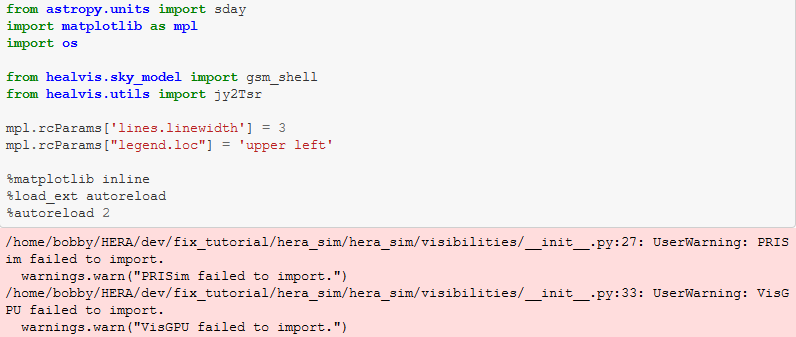 from astropy.units import sday
import matplotlib as mpl
import os
from healvis.sky_model import gsm_shell
from healvis.utils import jy2Tsr
mpl.rcParams['lines.linewidth'] = 3
mpl.rcParams["legend.loc"] = 'upper left'
%matplotlib inline
%load_ext autoreload
%autoreload 2
/home/bobby/HERA/dev/fix_tutorial/hera_sim/hera_sim/visibilities/__init__.py:27: UserWarning: PRIS
im failed to import.
  warnings.warn("PRISim failed to import.")
/home/bobby/HERA/dev/fix_tutorial/hera_sim/hera_sim/visibilities/__init__.py:33: UserWarning: VisG
PU failed to import.
  warnings.warn("VisGPU failed to import.")